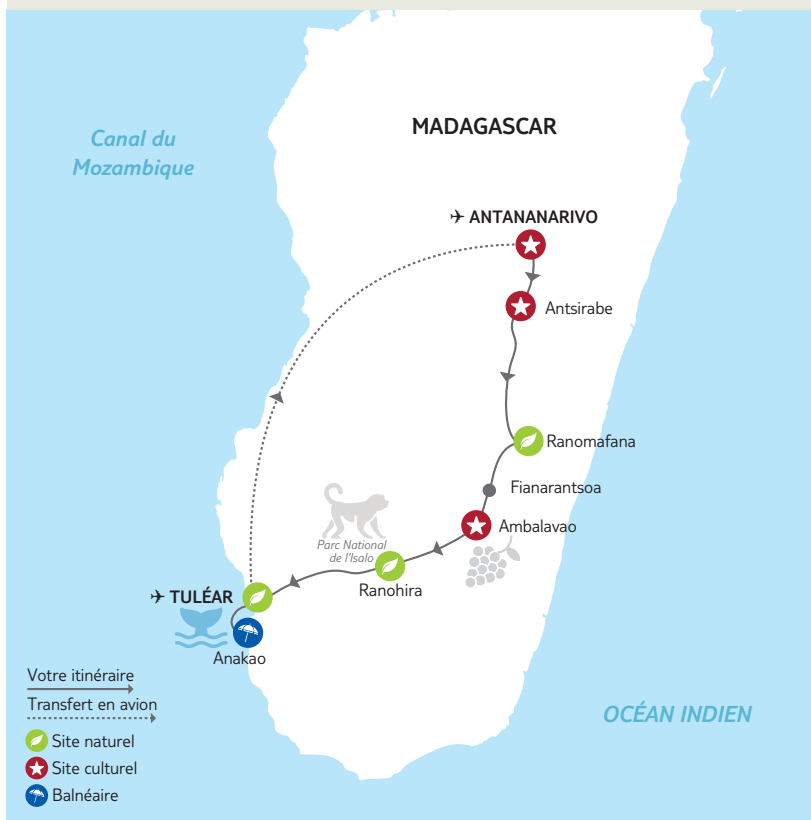 Canal du
Mozambique
MADAGASCAR
ANTANANARIVO
Antsirabe
Ranomafana
Fianarantsoa
Ambalavao
Parc National
de l'Isalo
Ranohira
TULÉAR
Anakao
OCÉAN INDIEN
Votre itinéraire
Transfert en avion
Site naturel
Site culturel
Balnéaire